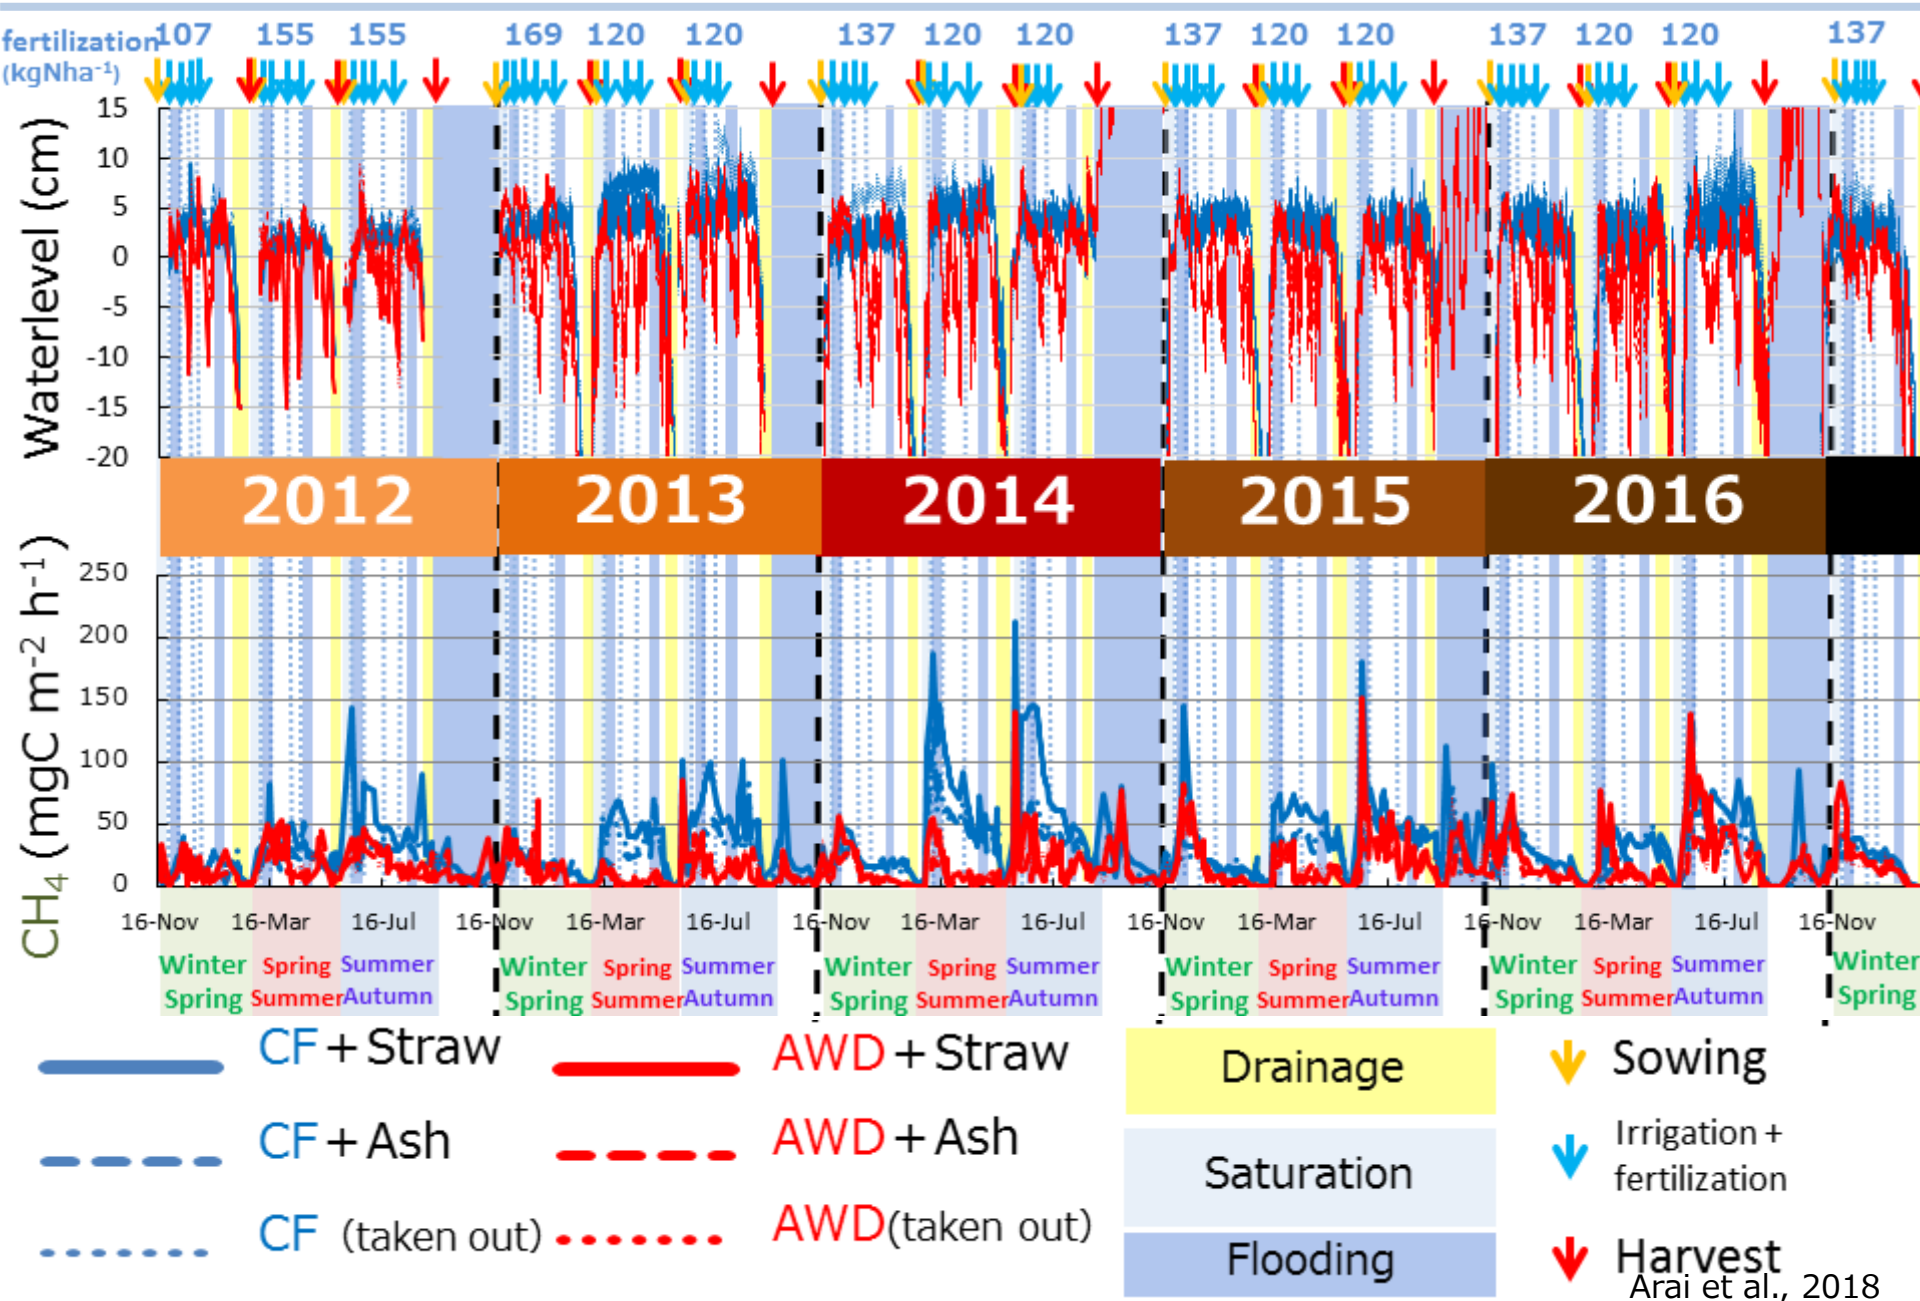 fertilization 107 155 155 169 120 120 137 120 120 137 120 120 137 120 120 137
(kgNha⁻¹)
Waterlevel (cm)
15
10
5
0
-5
-10
-15
-20
2012 2013 2014 2015 2016
CH₄ (mgC m⁻² h⁻¹)
250
200
150
100
50
0
16-Nov 16-Mar 16-Jul 16-Nov 16-Mar 16-Jul 16-Nov 16-Mar 16-Jul 16-Nov 16-Mar 16-Jul 16-Nov 16-Mar 16-Jul 16-Nov
Winter Spring Summer Winter Spring Summer Winter Spring Summer Winter Spring Summer Winter Spring Summer Winter
Spring Summer Autumn Spring Summer Autumn Spring Summer Autumn Spring Summer Autumn Spring Summer Autumn Spring
CF + Straw
CF + Ash
CF (taken out)
AWD + Straw
AWD + Ash
AWD (taken out)
Drainage
Saturation
Flooding
Sowing
Irrigation +
fertilization
Harvest
Arai et al., 2018